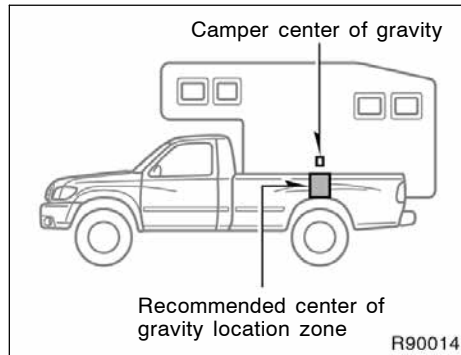 Camper center of gravity
Recommended center of
gravity location zone
R90014